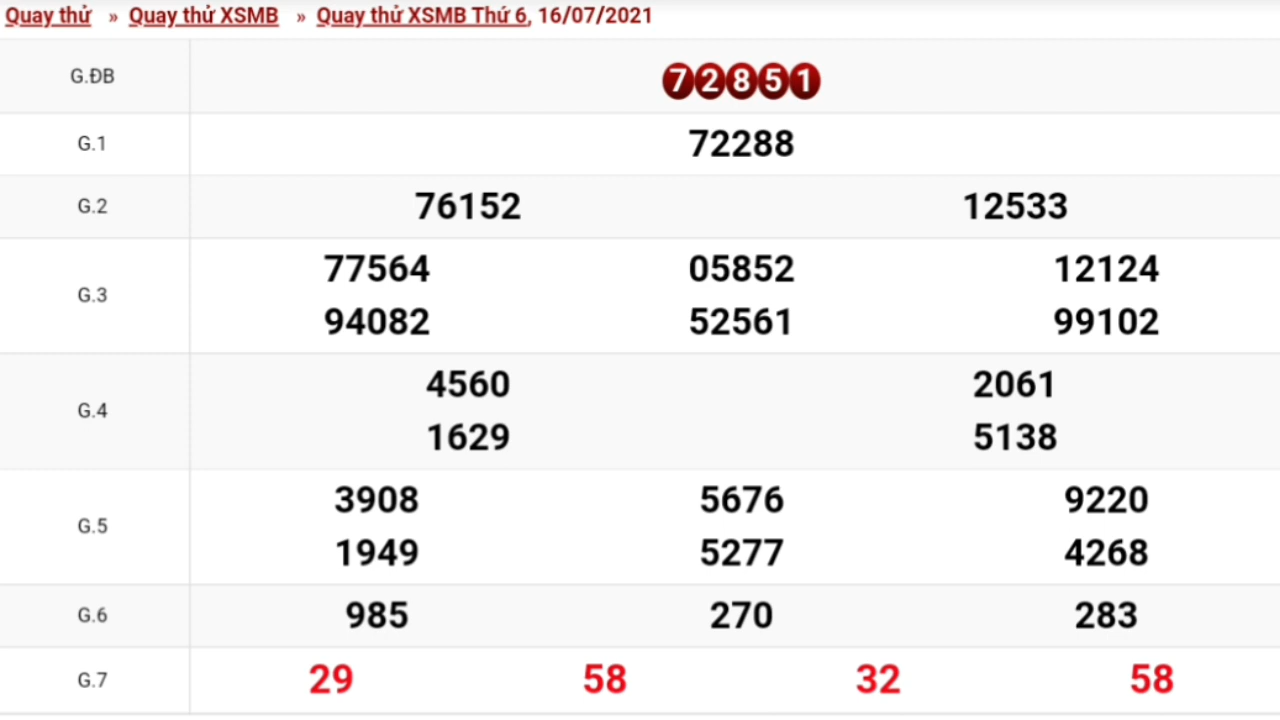 Quay thử » Quay thử XSMB » Quay thử XSMB Thứ 6, 16/07/2021
G.ĐB 72851
G.1 72288
G.2 76152 12533
G.3 77564 05852 12124
94082 52561 99102
G.4 4560 2061
1629 5138
G.5 3908 5676 9220
1949 5277 4268
G.6 985 270 283
G.7 29 58 32 58